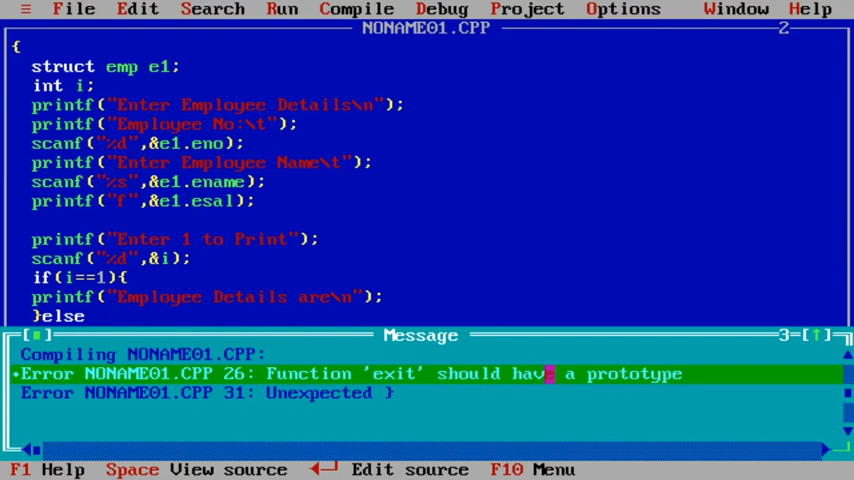 ≡ File Edit Search Run Compile Debug Project Options Window Help
NONAME01.CPP 2
{
struct emp e1;
int i;
printf("Enter Employee Details\n");
printf("Employee No:\t");
scanf("%d",&e1.eno);
printf("Enter Employee Name\t");
scanf("%s",&e1.ename);
printf("f",&e1.esal);
printf("Enter 1 to Print");
scanf("%d",&i);
if(i==1){
printf("Employee Details are\n");
}else
[■] Message 3=[↑]
Compiling NONAME01.CPP:
•Error NONAME01.CPP 26: Function 'exit' should have a prototype
Error NONAME01.CPP 31: Unexpected }
F1 Help Space View source ◄─┘ Edit source F10 Menu